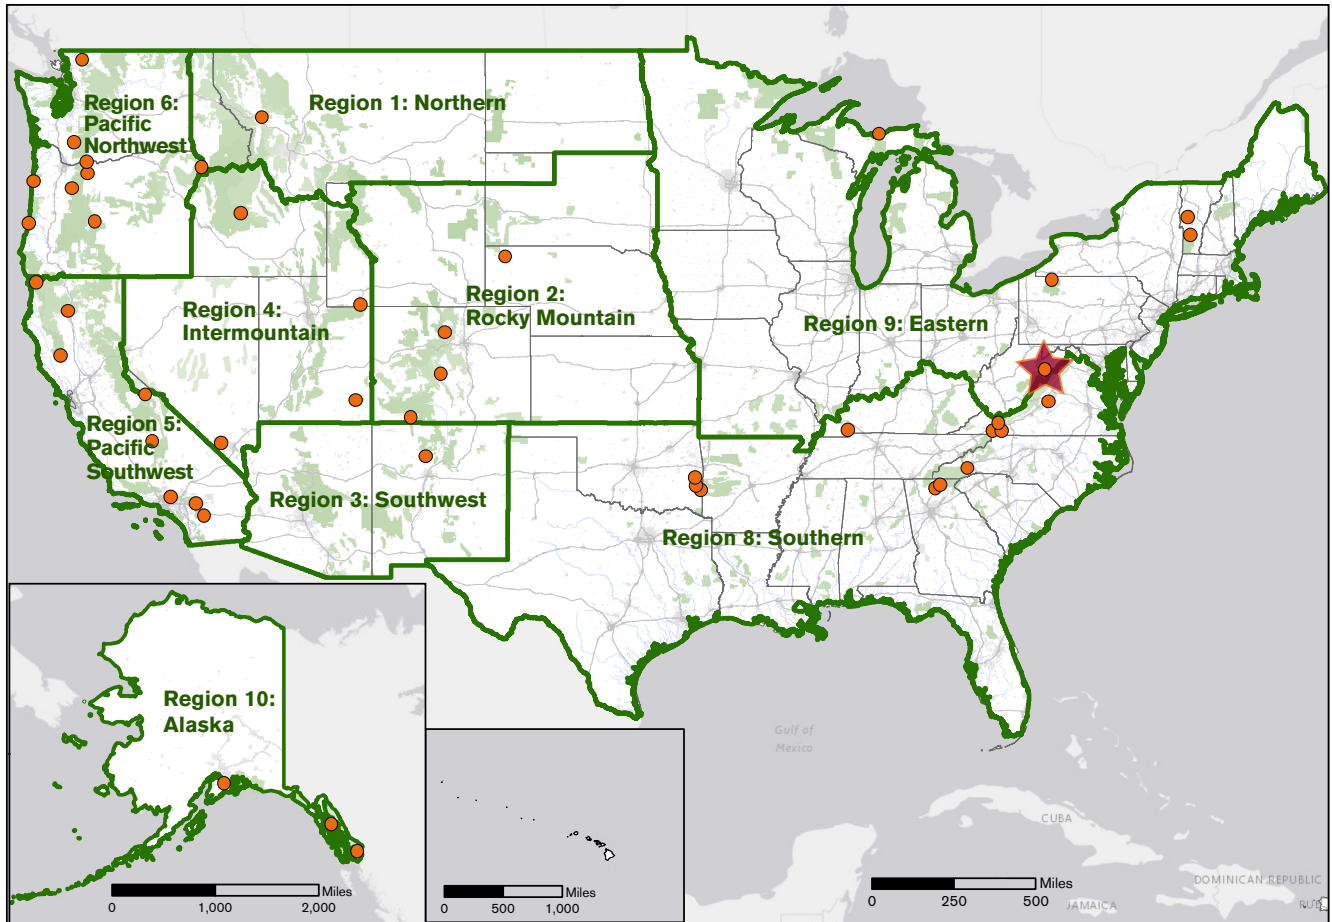 Region 6:
Pacific
Northwest
Region 1: Northern
Region 4:
Intermountain
Region 2:
Rocky Mountain
Region 9: Eastern
Region 5:
Pacific
Southwest
Region 3: Southwest
Region 8: Southern
Region 10:
Alaska
Gulf of
Mexico
CUBA
DOMINICAN REPUBLIC
JAMAICA
Miles
0 1,000 2,000
Miles
0 500 1,000
Miles
0 250 500